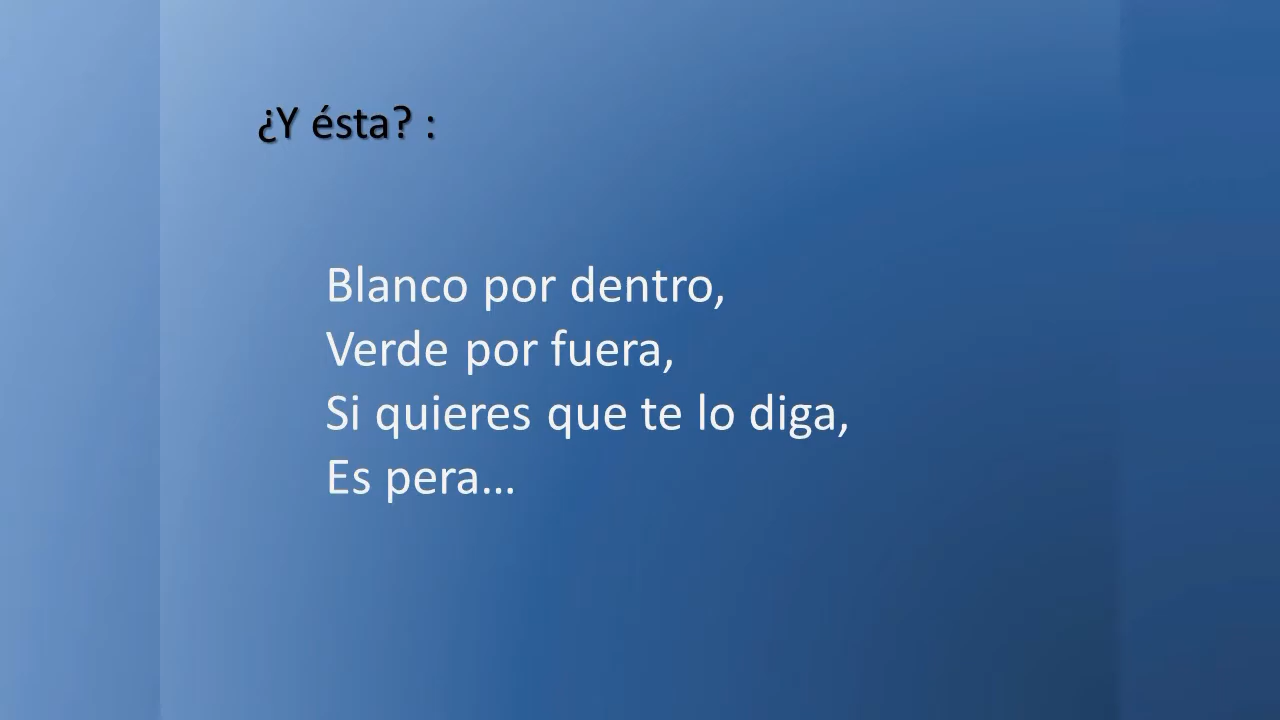 ¿Y ésta? :
Blanco por dentro,
Verde por fuera,
Si quieres que te lo diga,
Es pera...